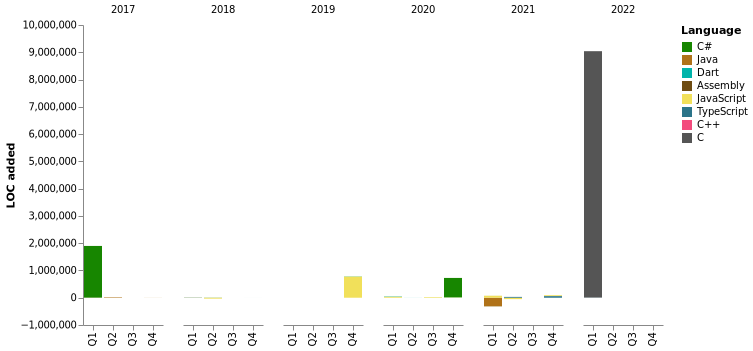 2017 2018 2019 2020 2021 2022
10,000,000
9,000,000
8,000,000
7,000,000
6,000,000
5,000,000
4,000,000
3,000,000
2,000,000
1,000,000
0
−1,000,000
LOC added
Q1 Q2 Q3 Q4 Q1 Q2 Q3 Q4 Q1 Q2 Q3 Q4 Q1 Q2 Q3 Q4 Q1 Q2 Q3 Q4 Q1 Q2 Q3 Q4
Language
C#
Java
Dart
Assembly
JavaScript
TypeScript
C++
C